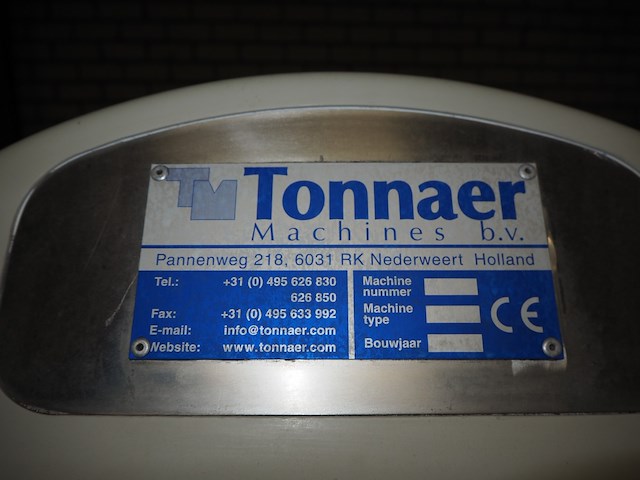 TM Tonnaer
Machines b.v.
Pannenweg 218, 6031 RK Nederweert Holland
Tel.: +31 (0) 495 626 830
626 850
Fax: +31 (0) 495 633 992
E-mail: info@tonnaer.com
Website: www.tonnaer.com
Machine
nummer
Machine
type
Bouwjaar
CE